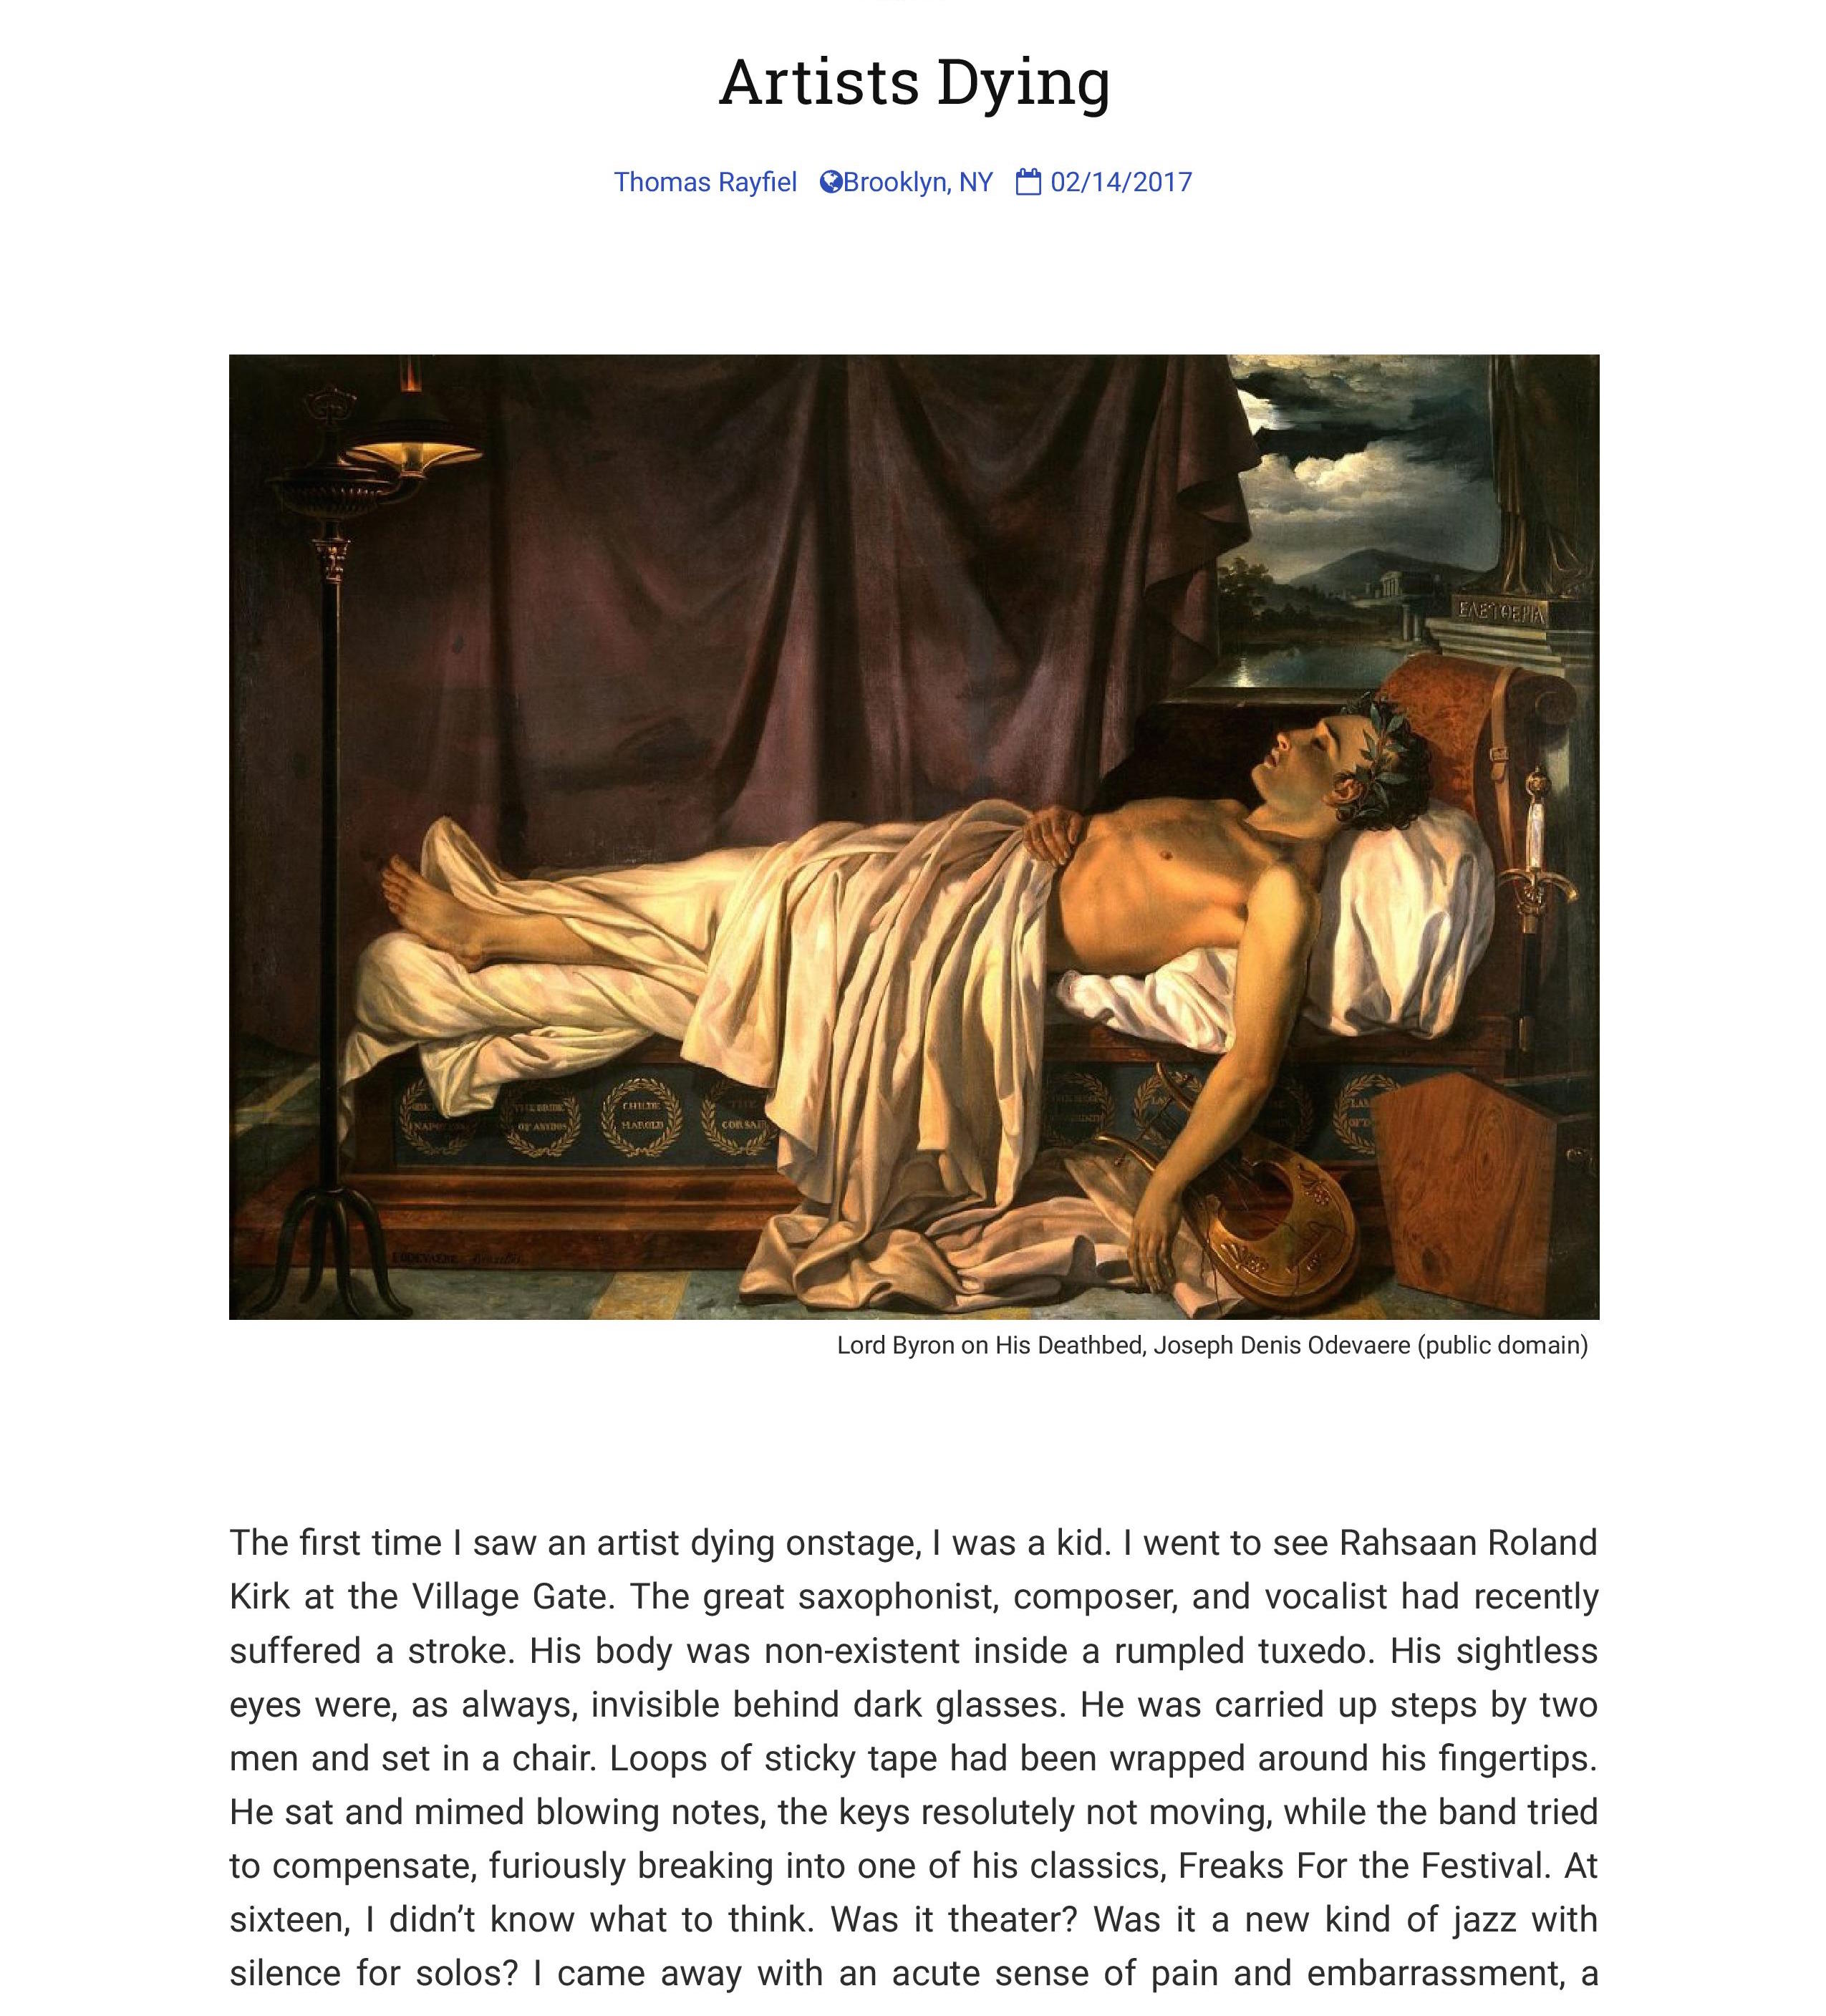 Artists Dying
Thomas Rayfiel Brooklyn, NY 02/14/2017
ΕΛΕΥΘΕΡΙΑ
THE BRIDE
OF ABYDOS
CHILDE
HAROLD
THE
CORSAIR
Lord Byron on His Deathbed, Joseph Denis Odevaere (public domain)
The first time I saw an artist dying onstage, I was a kid. I went to see Rahsaan Roland
Kirk at the Village Gate. The great saxophonist, composer, and vocalist had recently
suffered a stroke. His body was non-existent inside a rumpled tuxedo. His sightless
eyes were, as always, invisible behind dark glasses. He was carried up steps by two
men and set in a chair. Loops of sticky tape had been wrapped around his fingertips.
He sat and mimed blowing notes, the keys resolutely not moving, while the band tried
to compensate, furiously breaking into one of his classics, Freaks For the Festival. At
sixteen, I didn’t know what to think. Was it theater? Was it a new kind of jazz with
silence for solos? I came away with an acute sense of pain and embarrassment, a